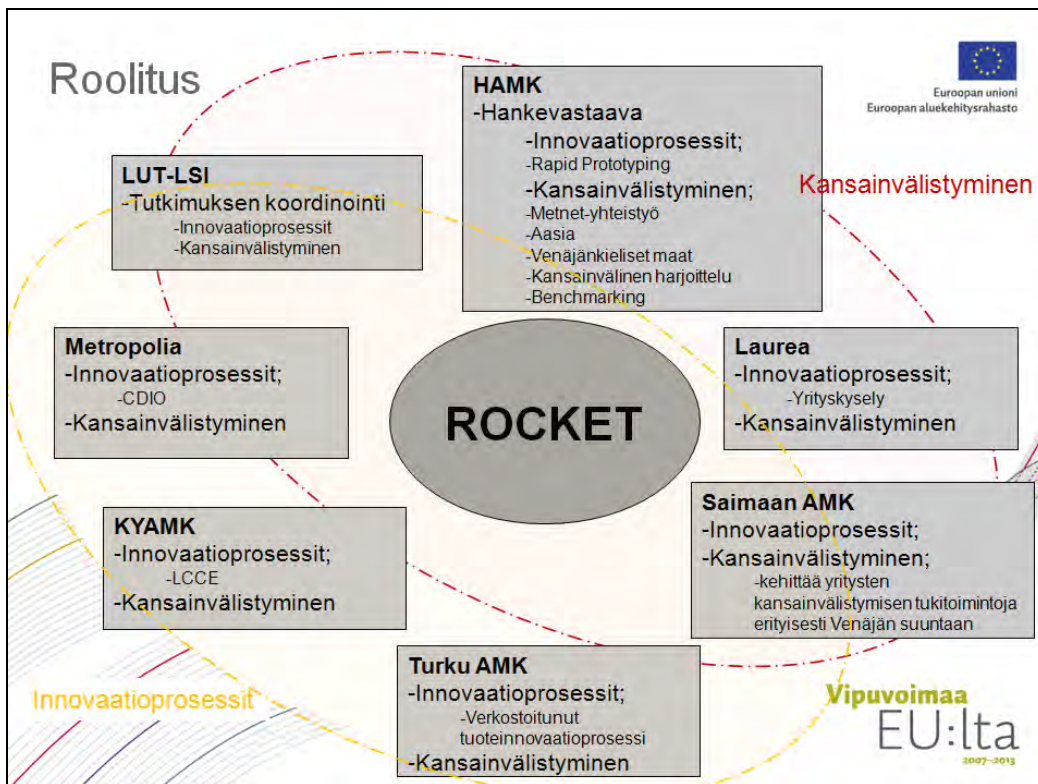 Roolitus
Euroopan unioni
Euroopan aluekehitysrahasto
HAMK
-Hankevastaava
-Innovaatioprosessit;
-Rapid Prototyping
-Kansainvälistyminen;
-Metnet-yhteistyö
-Aasia
-Venäjänkieliset maat
-Kansainvälinen harjoittelu
-Benchmarking
Kansainvälistyminen
LUT-LSI
-Tutkimuksen koordinointi
-Innovaatioprosessit
-Kansainvälistyminen
Metropolia
-Innovaatioprosessit;
-CDIO
-Kansainvälistyminen
ROCKET
Laurea
-Innovaatioprosessit;
-Yrityskysely
-Kansainvälistyminen
KYAMK
-Innovaatioprosessit;
-LCCE
-Kansainvälistyminen
Saimaan AMK
-Innovaatioprosessit;
-Kansainvälistyminen;
-kehittää yritysten
kansainvälistymisen tukitoimintoja
erityisesti Venäjän suuntaan
Turku AMK
-Innovaatioprosessit;
-Verkostoitunut
tuoteinnovaatioprosessi
-Kansainvälistyminen
Innovaatioprosessit
Vipuvoimaa
EU:lta
2007–2013